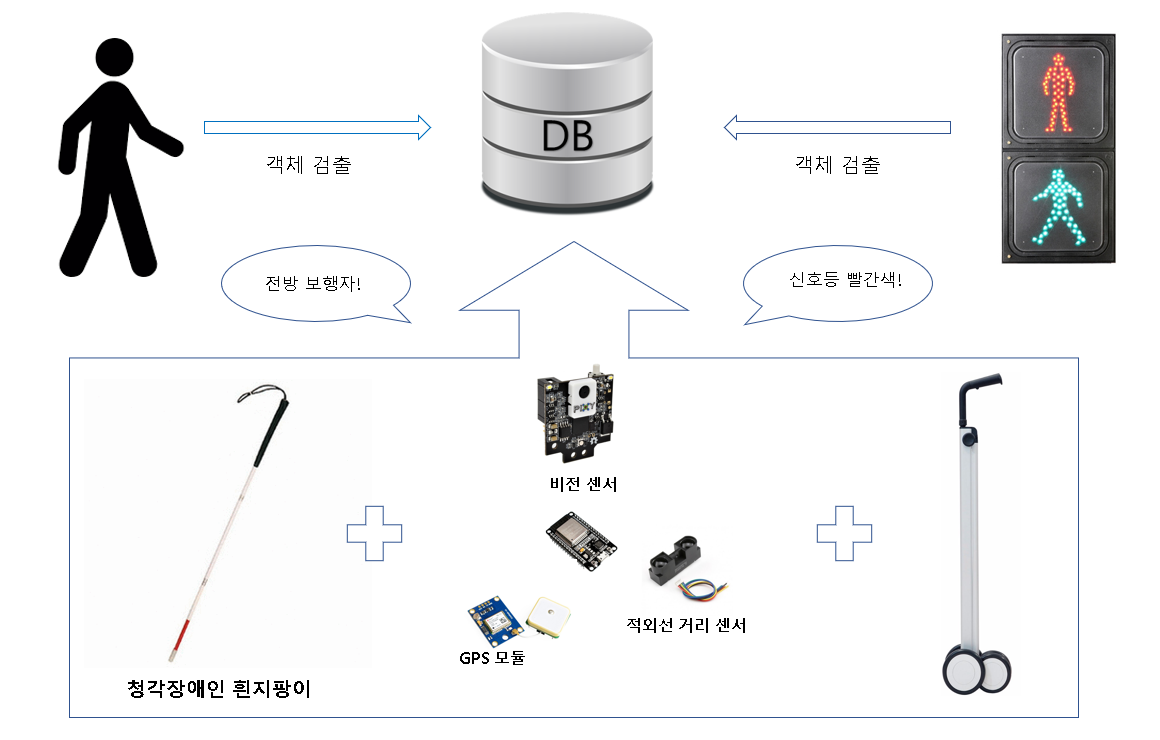 DB
객체 검출
객체 검출
전방 보행자!
신호등 빨간색!
PIXY
비전 센서
적외선 거리 센서
GPS 모듈
청각장애인 흰지팡이